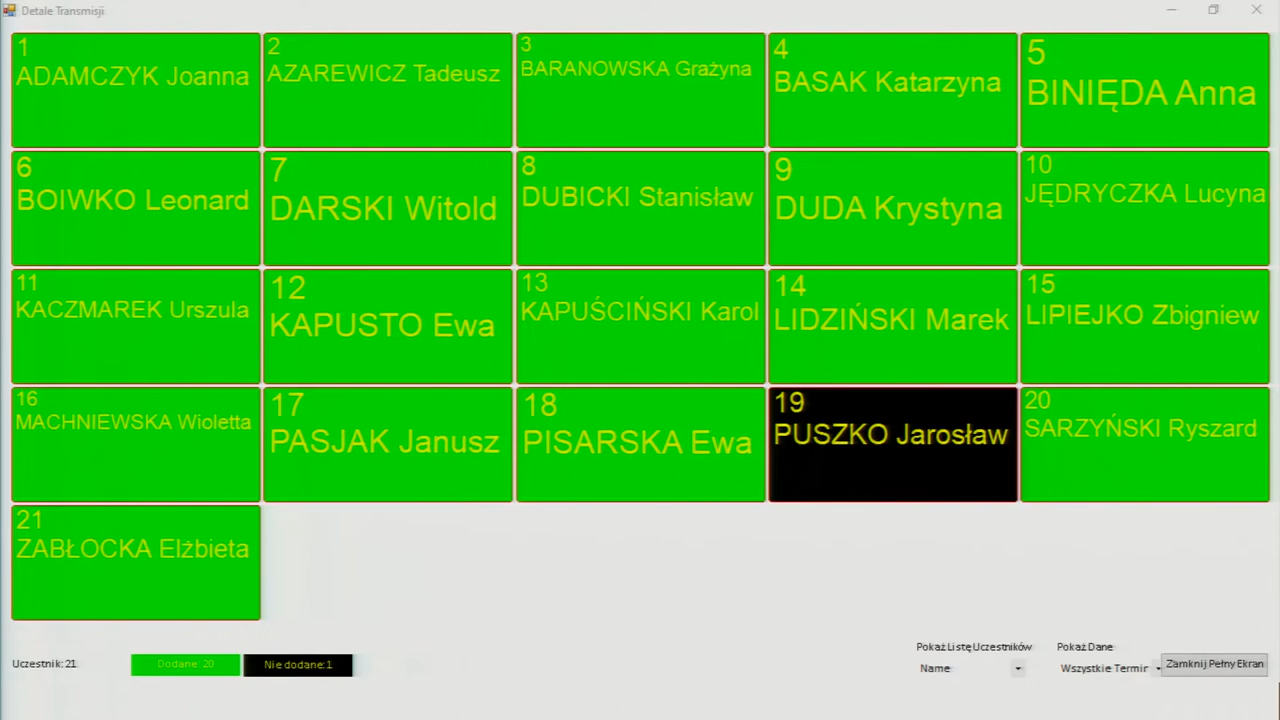 Detale Transmisji
1
ADAMCZYK Joanna
2
AZAREWICZ Tadeusz
3
BARANOWSKA Grażyna
4
BASAK Katarzyna
5
BINIĘDA Anna
6
BOIWKO Leonard
7
DARSKI Witold
8
DUBICKI Stanisław
9
DUDA Krystyna
10
JĘDRYCZKA Lucyna
11
KACZMAREK Urszula
12
KAPUSTO Ewa
13
KAPUŚCIŃSKI Karol
14
LIDZIŃSKI Marek
15
LIPIEJKO Zbigniew
16
MACHNIEWSKA Wioletta
17
PASJAK Janusz
18
PISARSKA Ewa
19
PUSZKO Jarosław
20
SARZYŃSKI Ryszard
21
ZABŁOCKA Elżbieta
Uczestnik: 21
Dodane: 20
Nie dodane:1
Pokaż Listę Uczestników
Name
Pokaż Dane
Wszystkie Termir
Zamknij Pełny Ekran